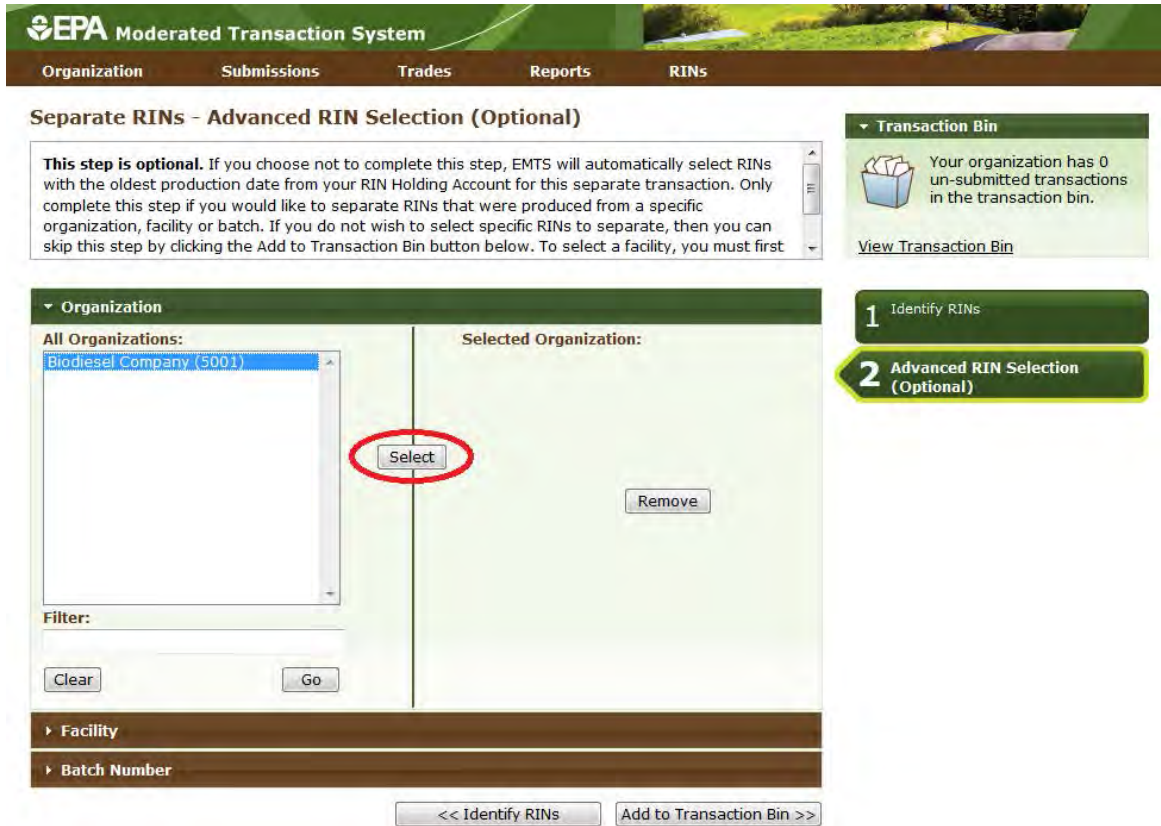 EPA Moderated Transaction System
Organization Submissions Trades Reports RINs
Separate RINs - Advanced RIN Selection (Optional)
This step is optional. If you choose not to complete this step, EMTS will automatically select RINs
with the oldest production date from your RIN Holding Account for this separate transaction. Only
complete this step if you would like to separate RINs that were produced from a specific
organization, facility or batch. If you do not wish to select specific RINs to separate, then you can
skip this step by clicking the Add to Transaction Bin button below. To select a facility, you must first
Transaction Bin
Your organization has 0
un-submitted transactions
in the transaction bin.
View Transaction Bin
1 Identify RINs
2 Advanced RIN Selection
(Optional)
Organization
All Organizations:
Biodiesel Company (5001)
Select
Selected Organization:
Remove
Filter:
Clear Go
Facility
Batch Number
<< Identify RINs Add to Transaction Bin >>